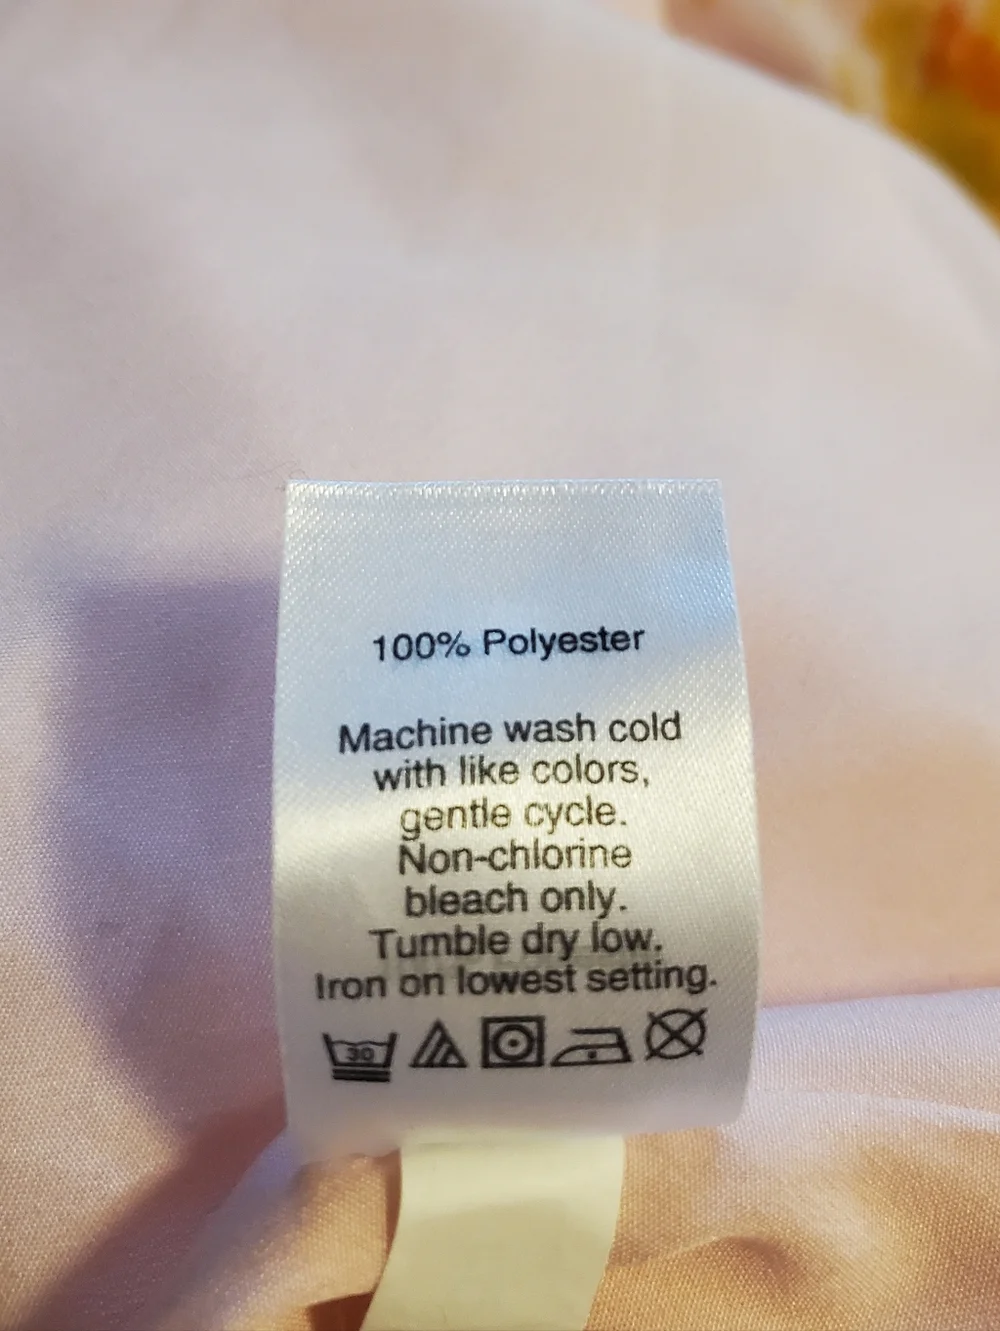 100% Polyester
Machine wash cold
with like colors,
gentle cycle.
Non-chlorine
bleach only.
Tumble dry low.
Iron on lowest setting.
30